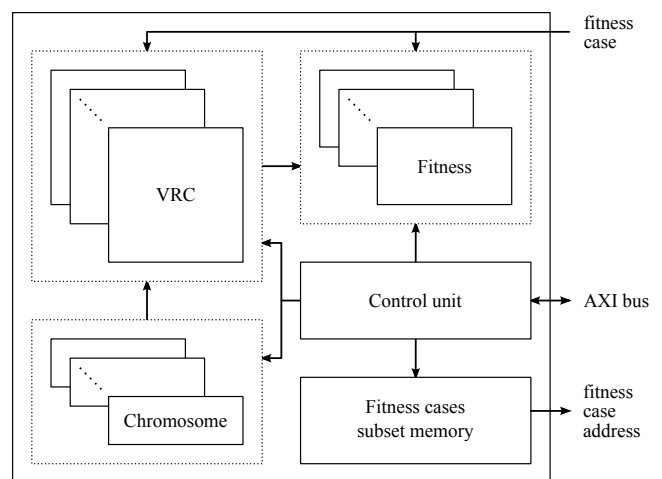 fitness
case
VRC
Fitness
Control unit
AXI bus
Chromosome
Fitness cases
subset memory
fitness
case
address